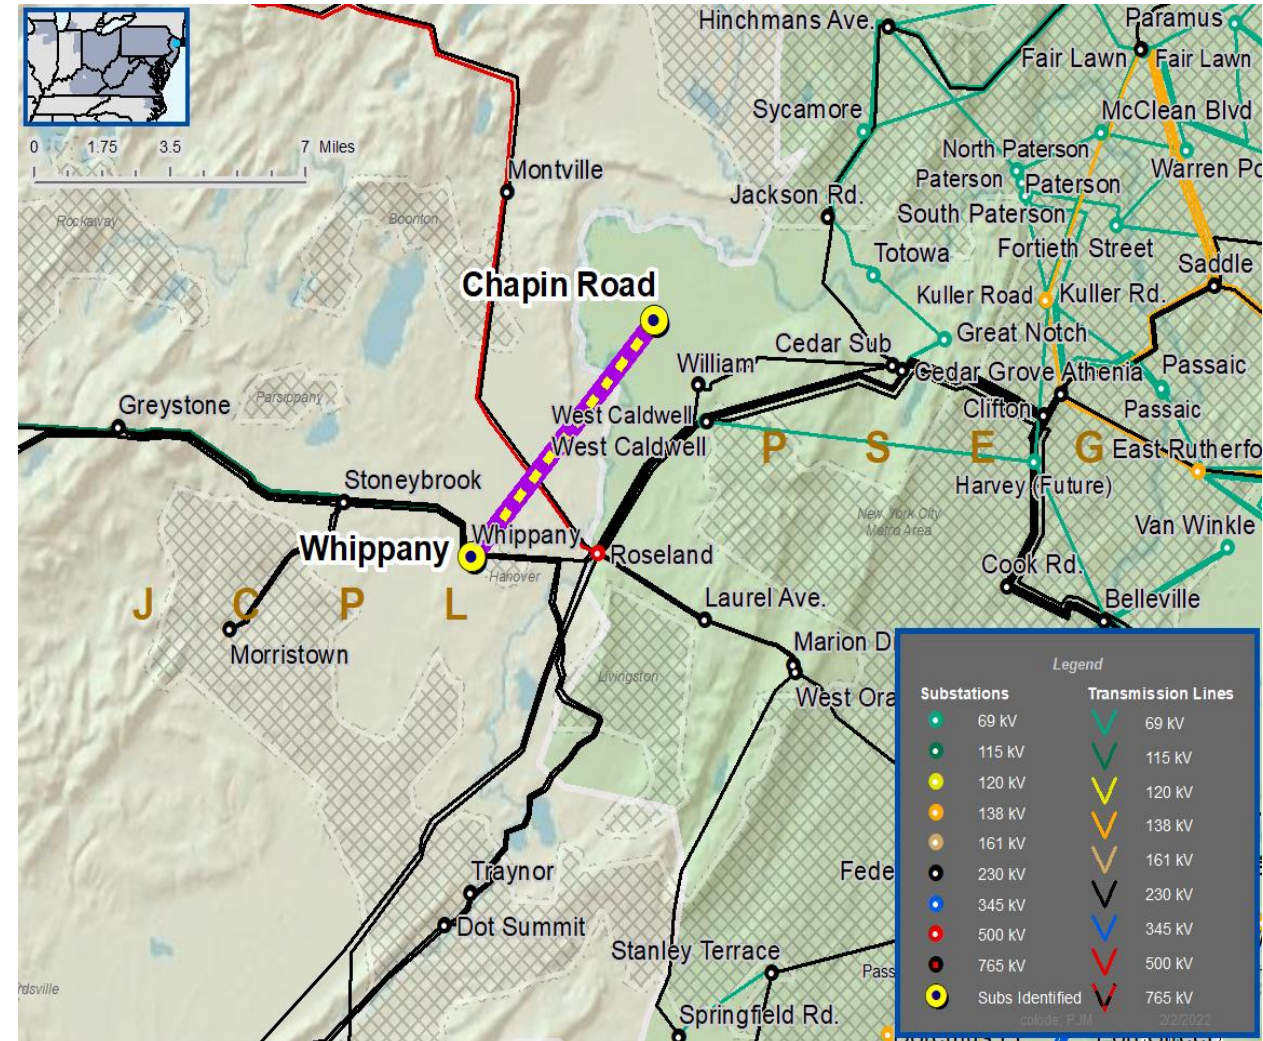 Hinchmans Ave.
Paramus
Fair Lawn
Fair Lawn
Sycamore
McClean Blvd
0 1.75 3.5 7 Miles
North Paterson
Montville
Paterson
Paterson
Warren Po
Jackson Rd.
Rockaway
Boonton
South Paterson
Fortieth Street
Totowa
Saddle
Chapin Road
Kuller Road
Kuller Rd.
Great Notch
Cedar Sub
William
Cedar Grove
Athenia
Passaic
Parsippany
Greystone
West Caldwell
Clifton
Passaic
West Caldwell
P S E G
East Rutherfo
Stoneybrook
Harvey (Future)
New York City
Metro Area
Van Winkle
Whippany
Whippany
Roseland
Hanover
Cook Rd.
J C P L
Laurel Ave.
Belleville
Morristown
Marion D
Livingston
West Ora
Legend
Substations Transmission Lines
69 kV 69 kV
115 kV 115 kV
120 kV 120 kV
138 kV 138 kV
161 kV 161 kV
230 kV 230 kV
345 kV 345 kV
500 kV 500 kV
765 kV 765 kV
Subs Identified
colode, PJM 2/2/2022
Traynor
Fede
Dot Summit
Stanley Terrace
Pass
rdsville
Springfield Rd.